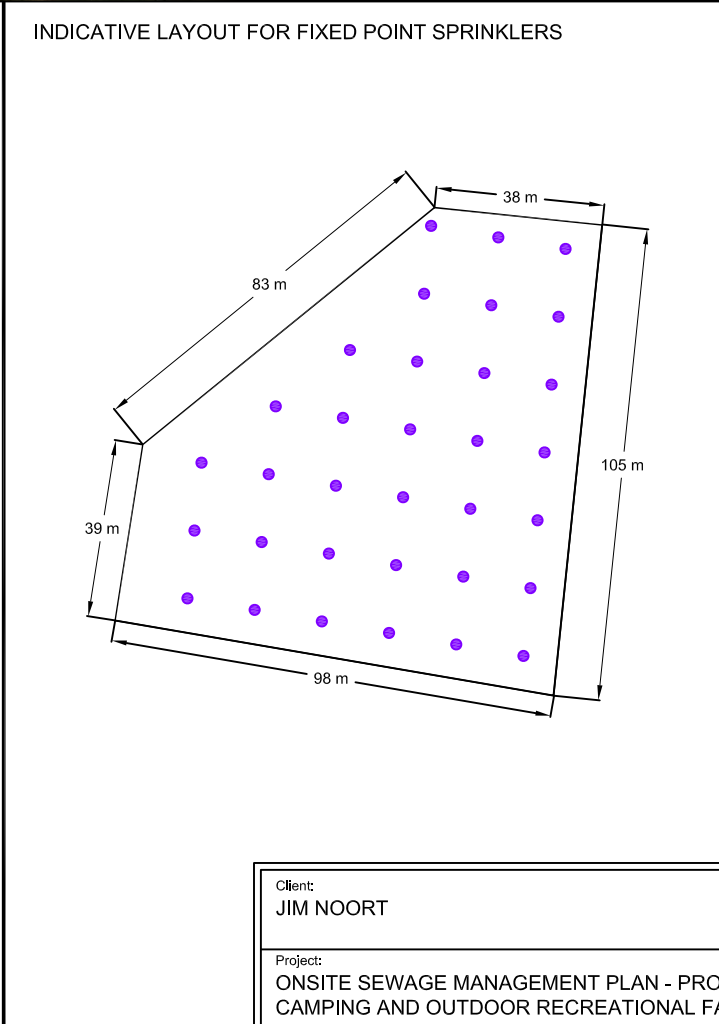 INDICATIVE LAYOUT FOR FIXED POINT SPRINKLERS
38 m
83 m
105 m
39 m
98 m
Client:
JIM NOORT
Project:
ONSITE SEWAGE MANAGEMENT PLAN - PRO
CAMPING AND OUTDOOR RECREATIONAL FA